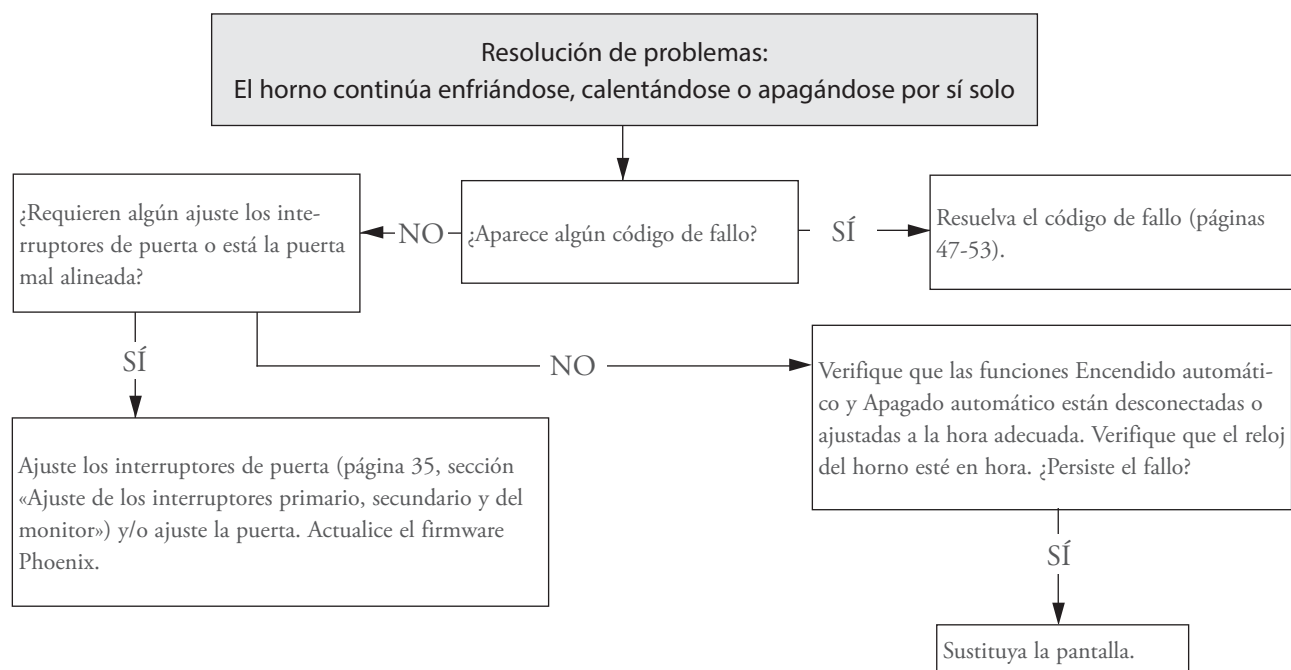 Resolución de problemas:
El horno continúa enfriándose, calentándose o apagándose por sí solo
¿Requieren algún ajuste los inte-
rruptores de puerta o está la puerta
mal alineada?
NO
¿Aparece algún código de fallo?
SÍ
Resuelva el código de fallo (páginas
47-53).
SÍ
NO
Verifique que las funciones Encendido automáti-
co y Apagado automático están desconectadas o
ajustadas a la hora adecuada. Verifique que el reloj
del horno esté en hora. ¿Persiste el fallo?
Ajuste los interruptores de puerta (página 35, sección
«Ajuste de los interruptores primario, secundario y del
monitor») y/o ajuste la puerta. Actualice el firmware
Phoenix.
SÍ
Sustituya la pantalla.